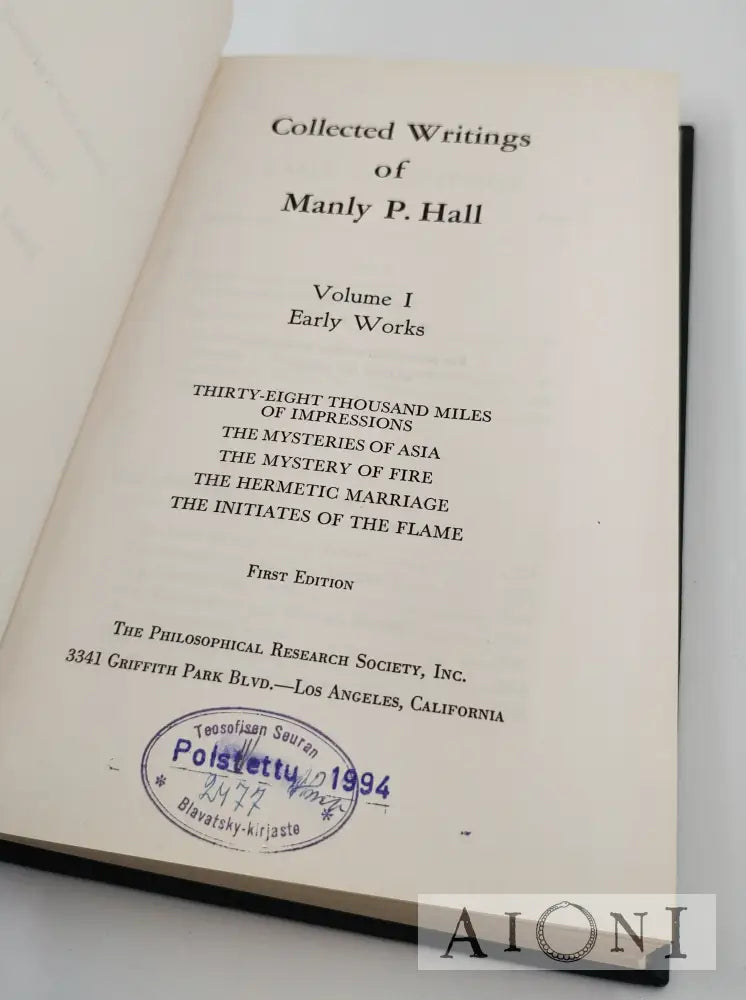 Collected Writings
of
Manly P. Hall
Volume I
Early Works
THIRTY-EIGHT THOUSAND MILES
OF IMPRESSIONS
THE MYSTERIES OF ASIA
THE MYSTERY OF FIRE
THE HERMETIC MARRIAGE
THE INITIATES OF THE FLAME
FIRST EDITION
THE PHILOSOPHICAL RESEARCH SOCIETY, INC.
3341 GRIFFITH PARK BLVD.—LOS ANGELES, CALIFORNIA
Teosofisen Seuran
Poistettu 1994
2477
* Blavatsky-kirjasto *
AIONI